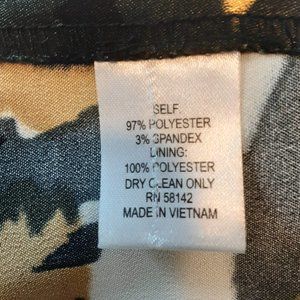 SELF:
97% POLYESTER
3% SPANDEX
LINING:
100% POLYESTER
DRY CLEAN ONLY
RN 58142
MADE IN VIETNAM